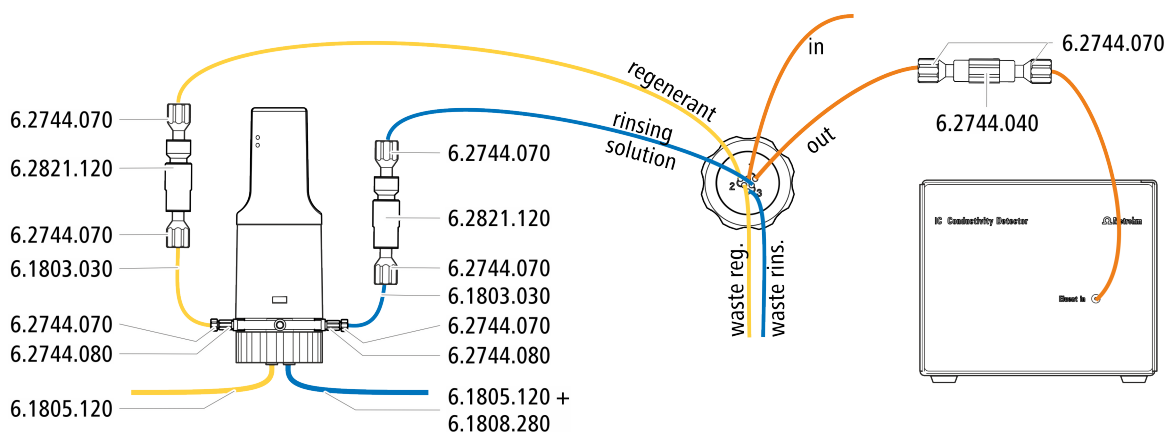 6.2744.070
6.2821.120
6.2744.070
6.1803.030
6.2744.070
6.2744.080
6.1805.120
regenerant
rinsing
solution
6.2744.070
6.2821.120
6.2744.070
6.1803.030
6.2744.070
6.2744.080
6.1805.120 +
6.1808.280
in
out
1
2
3
waste reg.
waste rins.
6.2744.070
6.2744.040
IC Conductivity Detector
Metrohm
Eluent in